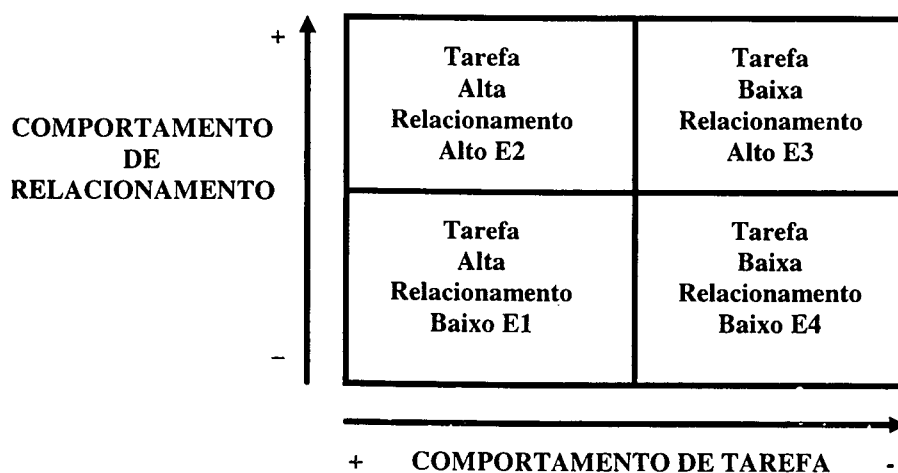 +
COMPORTAMENTO
DE
RELACIONAMENTO
–
Tarefa
Alta
Relacionamento
Alto E2
Tarefa
Baixa
Relacionamento
Alto E3
Tarefa
Alta
Relacionamento
Baixo E1
Tarefa
Baixa
Relacionamento
Baixo E4
+ COMPORTAMENTO DE TAREFA -